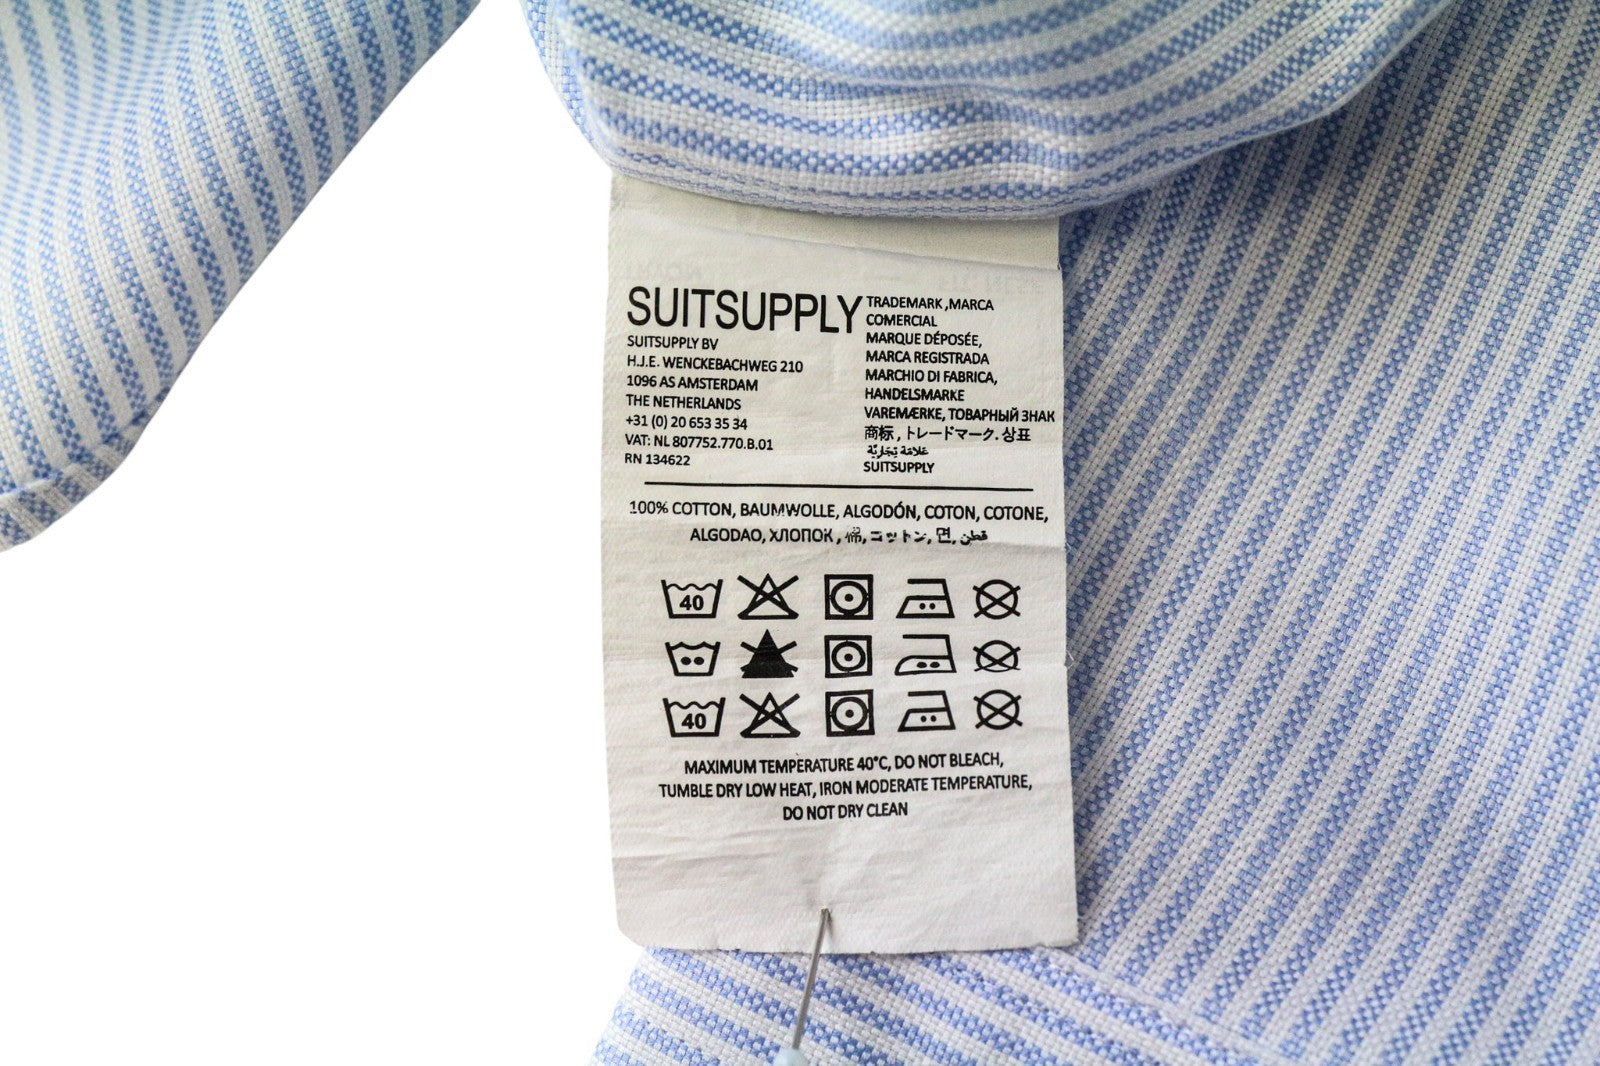 SUITSUPPLY
SUITSUPPLY BV
H.J.E. WENCKEBACHWEG 210
1096 AS AMSTERDAM
THE NETHERLANDS
+31 (0) 20 653 35 34
VAT: NL 807752.770.B.01
RN 134622
TRADEMARK ,MARCA
COMERCIAL
MARQUE DÉPOSÉE,
MARCA REGISTRADA
MARCHIO DI FABRICA,
HANDELSMARKE
VAREMÆRKE, ТОВАРНЫЙ ЗНАК
商标 , トレードマーク. 상표
علامة تجارية
SUITSUPPLY
100% COTTON, BAUMWOLLE, ALGODÓN, COTON, COTONE,
ALGODAO, ХЛОПОК , 棉, コットン, 면, قطن
40
40
MAXIMUM TEMPERATURE 40°C, DO NOT BLEACH,
TUMBLE DRY LOW HEAT, IRON MODERATE TEMPERATURE,
DO NOT DRY CLEAN